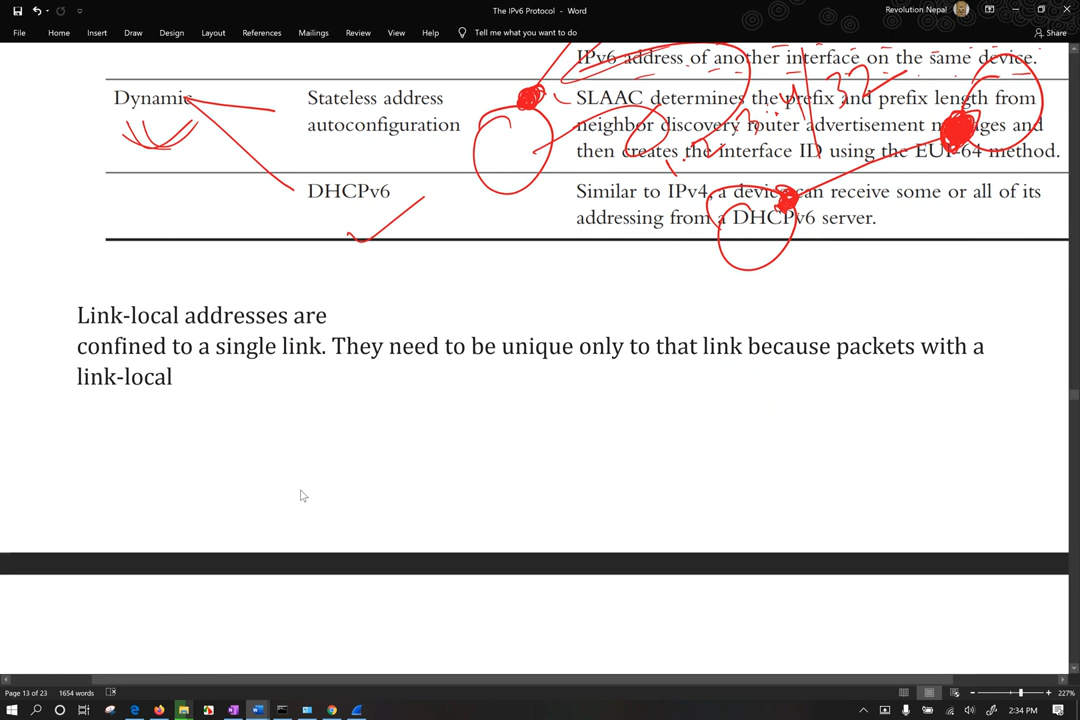 The IPv6 Protocol - Word
Revolution Nepal
File Home Insert Draw Design Layout References Mailings Review View Help Tell me what you want to do Share
IPv6 address of another interface on the same device.
Dynamic Stateless address SLAAC determines the prefix and prefix length from
autoconfiguration neighbor discovery router advertisement messages and
then creates the interface ID using the EUI-64 method.
1.2.3.4/32
DHCPv6 Similar to IPv4, a device can receive some or all of its
addressing from a DHCPv6 server.
Link-local addresses are
confined to a single link. They need to be unique only to that link because packets with a
link-local
Page 13 of 23 1654 words 227%
2:34 PM